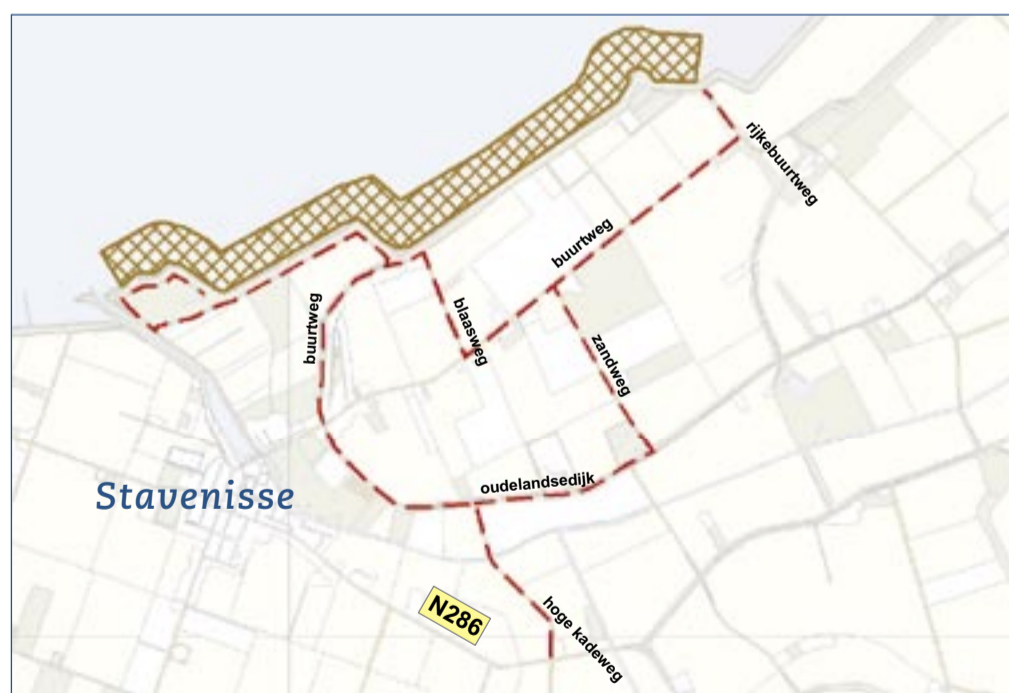 rijkebuurtweg
buurtweg
buurtweg
blaasweg
zandweg
oudelandsedijk
Stavenisse
N286
hoge kadeweg